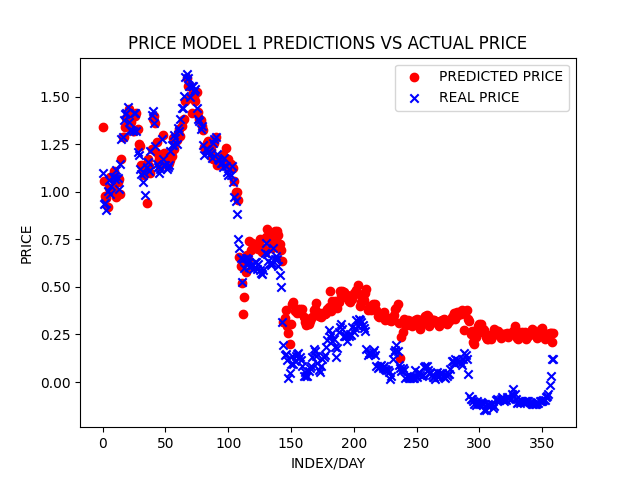 PRICE MODEL 1 PREDICTIONS VS ACTUAL PRICE
PREDICTED PRICE
REAL PRICE
PRICE
1.50
1.25
1.00
0.75
0.50
0.25
0.00
0 50 100 150 200 250 300 350
INDEX/DAY